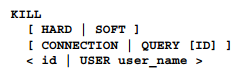 KILL
[ HARD | SOFT ]
[ CONNECTION | QUERY [ID] ]
< id | USER user_name >